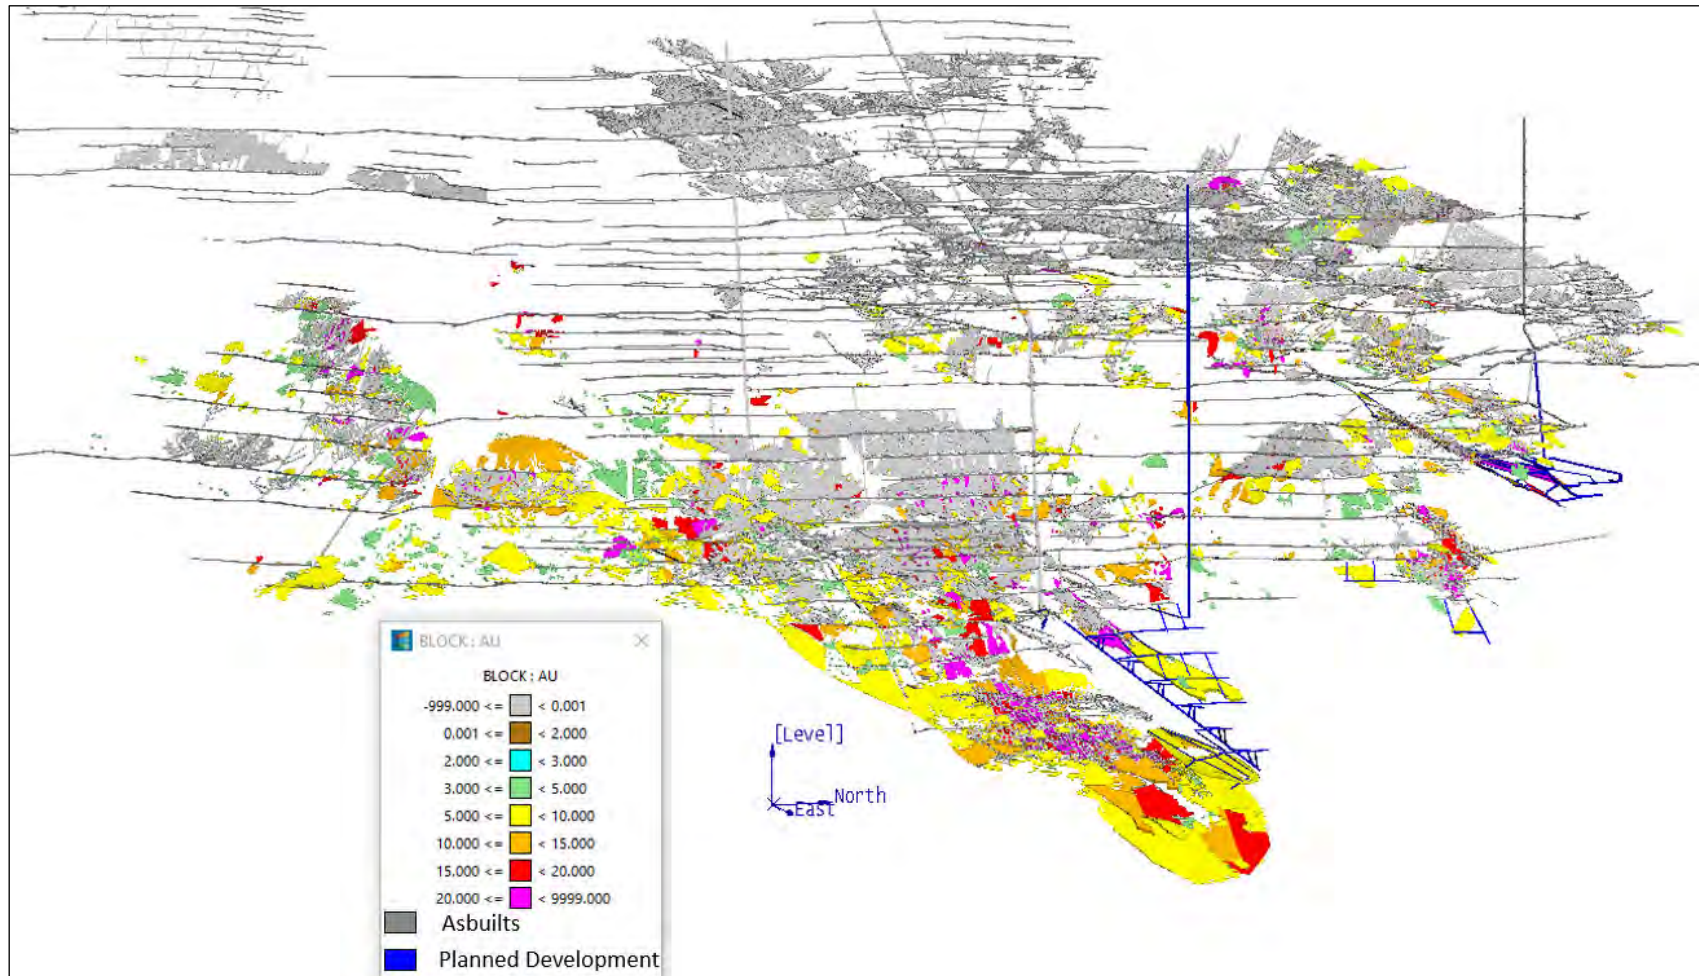 BLOCK : AU
BLOCK : AU
-999.000 <= < 0.001
0.001 <= < 2.000
2.000 <= < 3.000
3.000 <= < 5.000
5.000 <= < 10.000
10.000 <= < 15.000
15.000 <= < 20.000
20.000 <= < 9999.000
Asbuilts
Planned Development
[Level]
North
East